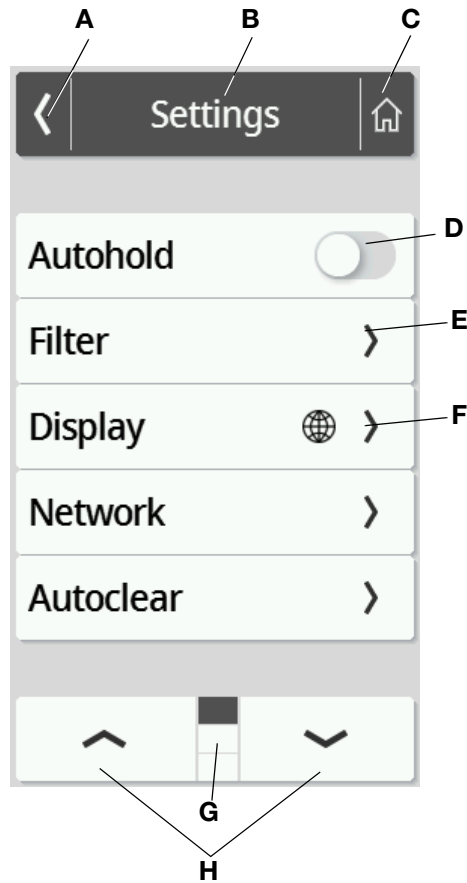 A B C
Settings
D
Autohold
E
Filter
F
Display
Network
Autoclear
G
H